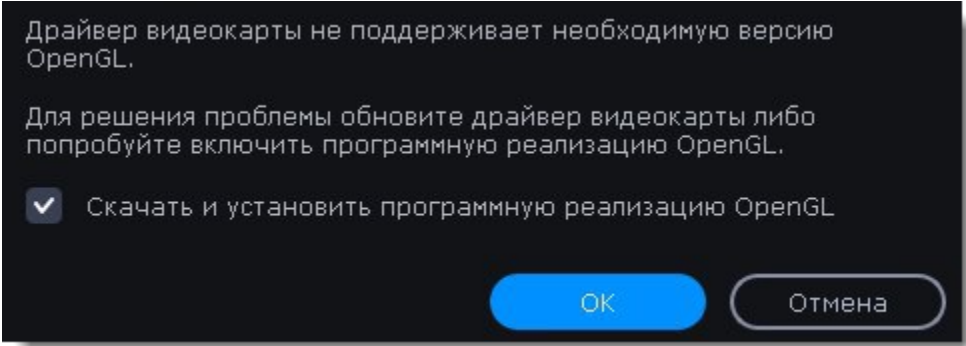 Драйвер видеокарты не поддерживает необходимую версию
OpenGL.
Для решения проблемы обновите драйвер видеокарты либо
попробуйте включить программную реализацию OpenGL.
Скачать и установить программную реализацию OpenGL
OK
Отмена